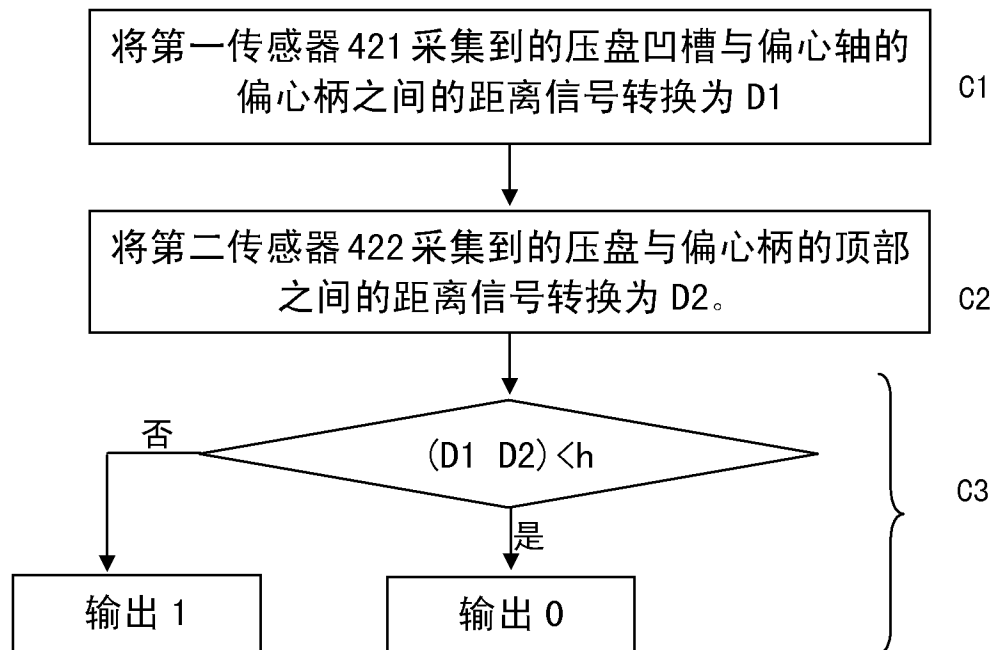 将第一传感器421采集到的压盘凹槽与偏心轴的
偏心柄之间的距离信号转换为D1
C1
将第二传感器422采集到的压盘与偏心柄的顶部
之间的距离信号转换为D2。
C2
否
(D1 D2)<h
C3
是
输出1
输出0